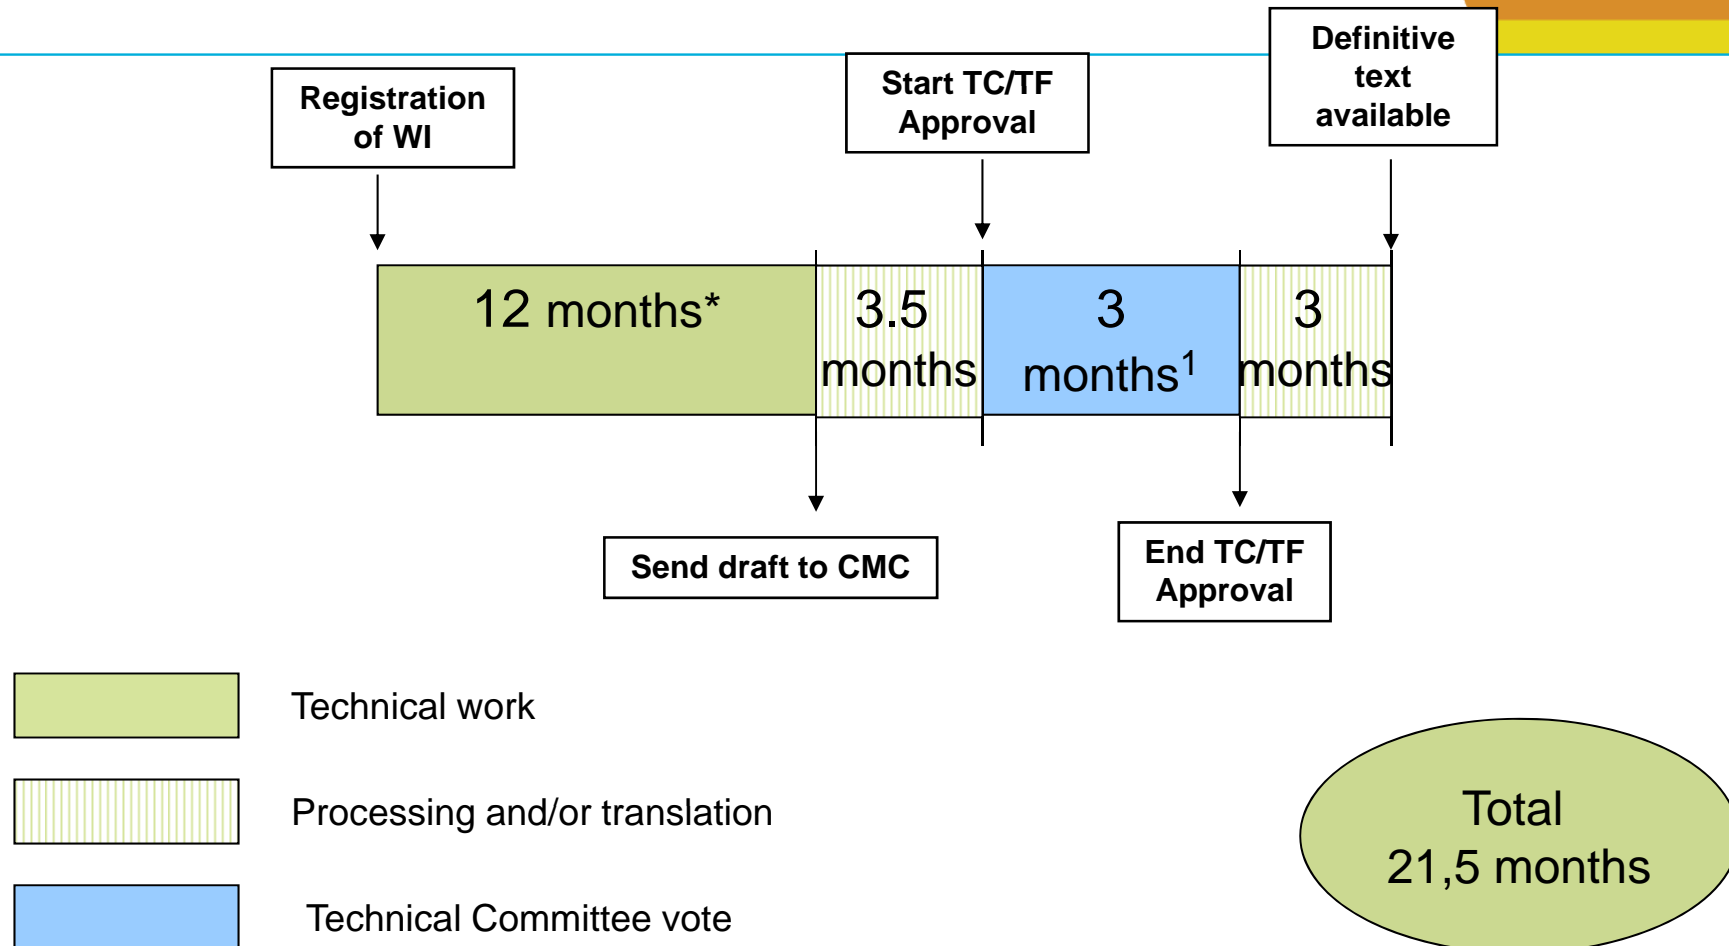 Registration
of WI
Start TC/TF
Approval
Definitive
text
available
12 months*
3.5
months
3
months¹
3
months
Send draft to CMC
End TC/TF
Approval
Technical work
Processing and/or translation
Technical Committee vote
Total
21,5 months